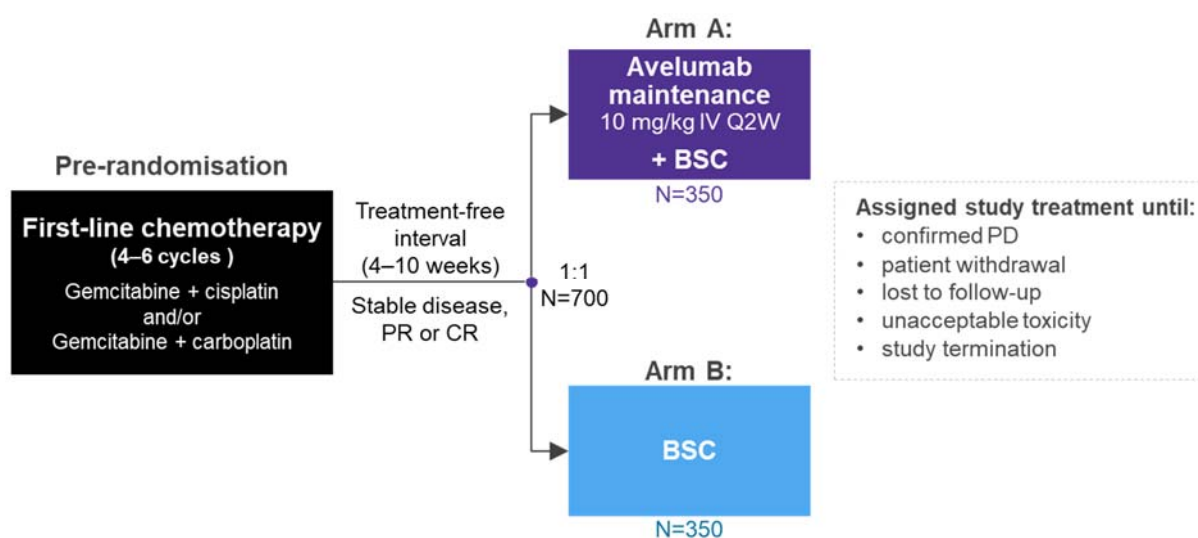 Pre-randomisation
First-line chemotherapy
(4–6 cycles )
Gemcitabine + cisplatin
and/or
Gemcitabine + carboplatin
Treatment-free
interval
(4–10 weeks)
Stable disease,
PR or CR
1:1
N=700
Arm A:
Avelumab
maintenance
10 mg/kg IV Q2W
+ BSC
N=350
Arm B:
BSC
N=350
Assigned study treatment until:
• confirmed PD
• patient withdrawal
• lost to follow-up
• unacceptable toxicity
• study termination